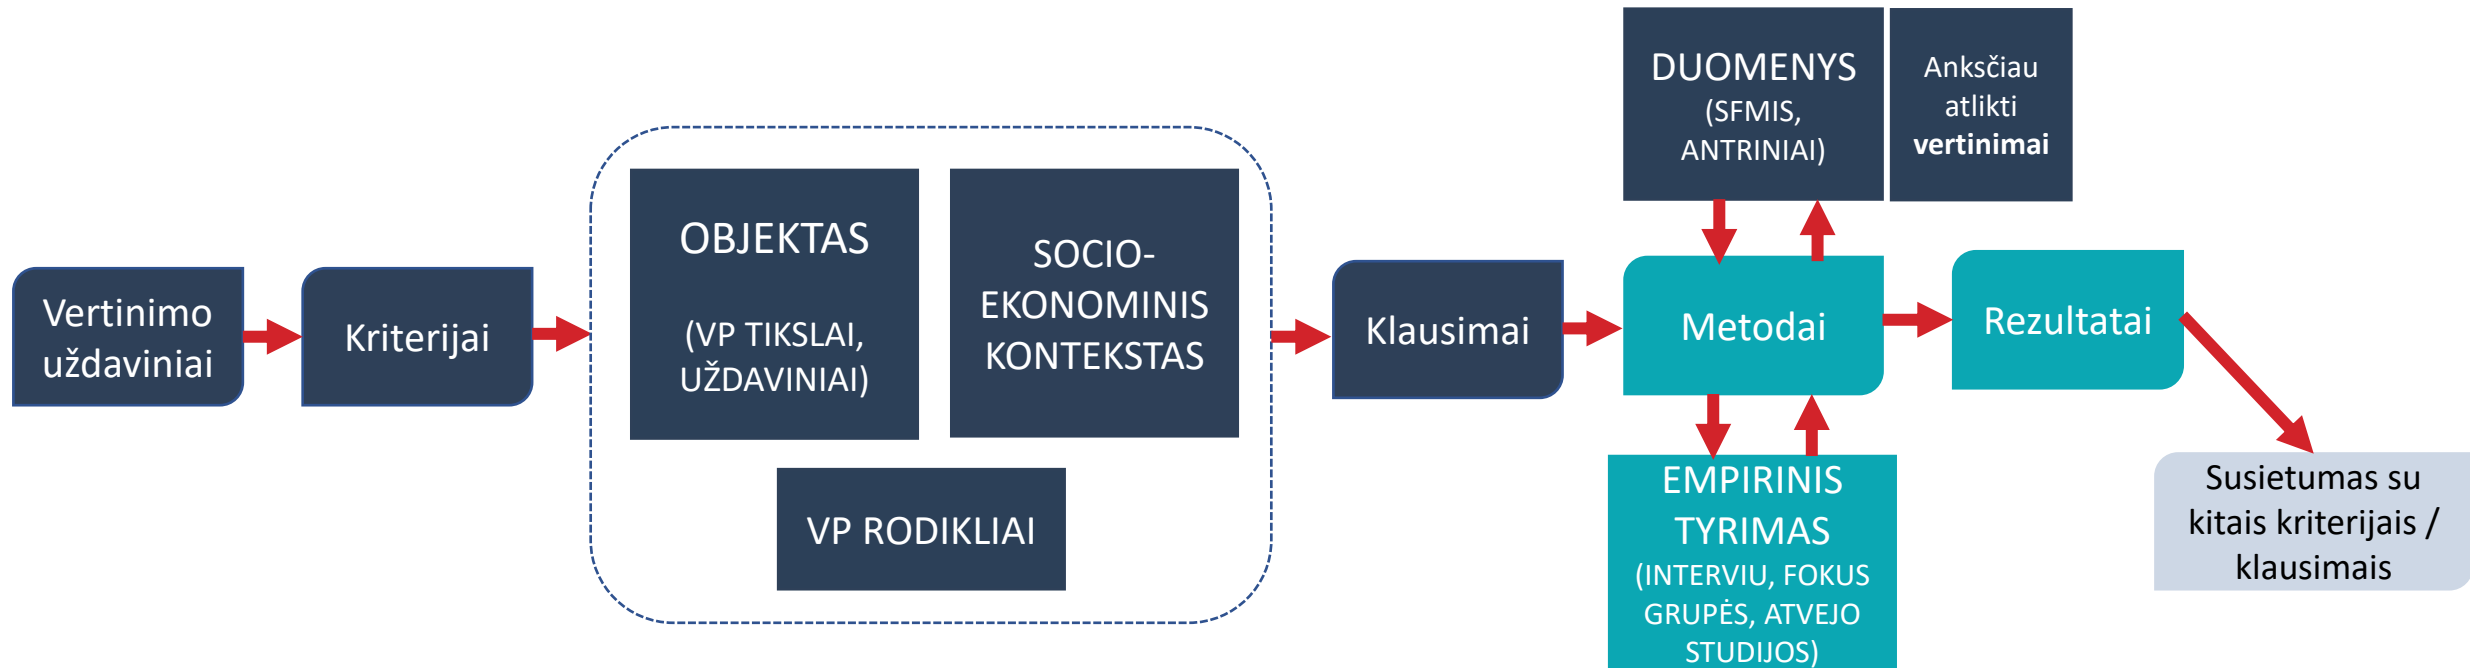 Vertinimo
uždaviniai
Kriterijai
OBJEKTAS
(VP TIKSLAI,
UŽDAVINIAI)
SOCIO-
EKONOMINIS
KONTEKSTAS
VP RODIKLIAI
Klausimai
DUOMENYS
(SFMIS,
ANTRINIAI)
Anksčiau
atlikti
vertinimai
Metodai
EMPIRINIS
TYRIMAS
(INTERVIU, FOKUS
GRUPĖS, ATVEJO
STUDIJOS)
Rezultatai
Susietumas su
kitais kriterijais /
klausimais